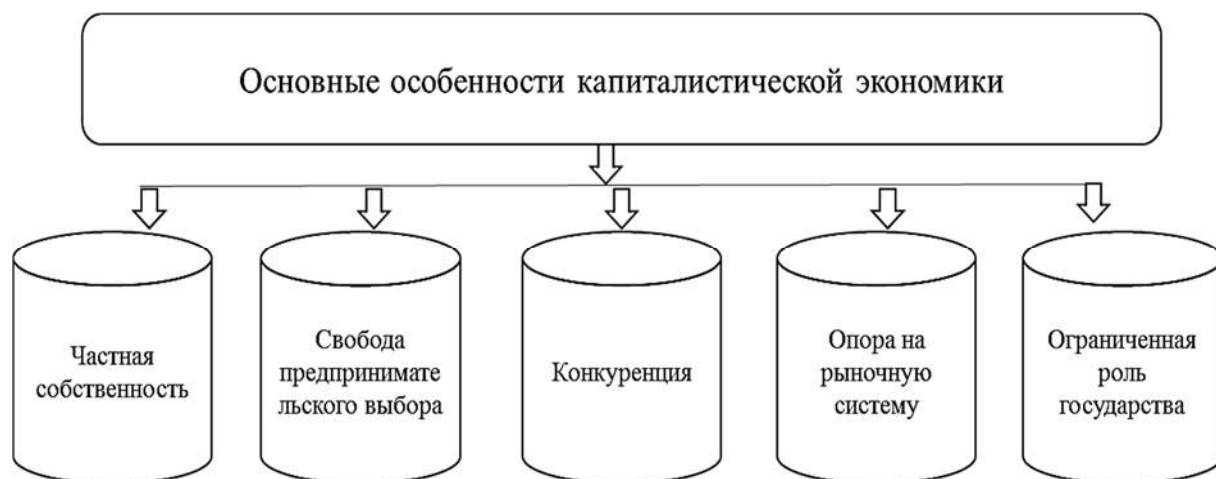 Основные особенности капиталистической экономики
Частная
собственность
Свобода
предпринимате
льского выбора
Конкуренция
Опора на
рыночную
систему
Ограниченная
роль
государства